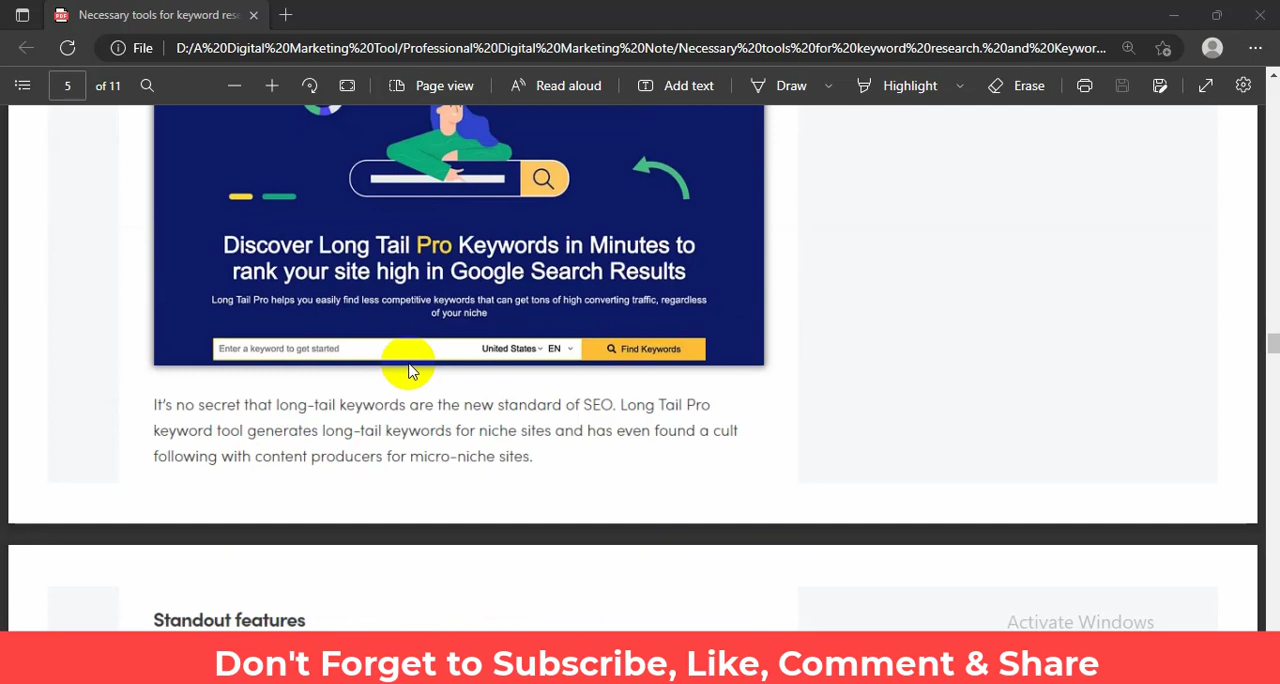 Necessary tools for keyword rese
File
D:/A%20Digital%20Marketing%20Tool/Professional%20Digital%20Marketing%20Note/Necessary%20tools%20for%20keyword%20research.%20and%20Keywor...
5 of 11
Page view
Read aloud
Add text
Draw
Highlight
Erase
Discover Long Tail Pro Keywords in Minutes to
rank your site high in Google Search Results
Long Tail Pro helps you easily find less competitive keywords that can get tons of high converting traffic, regardless
of your niche
Enter a keyword to get started United States EN Find Keywords
It's no secret that long-tail keywords are the new standard of SEO. Long Tail Pro
keyword tool generates long-tail keywords for niche sites and has even found a cult
following with content producers for micro-niche sites.
Standout features
Activate Windows
Don't Forget to Subscribe, Like, Comment & Share